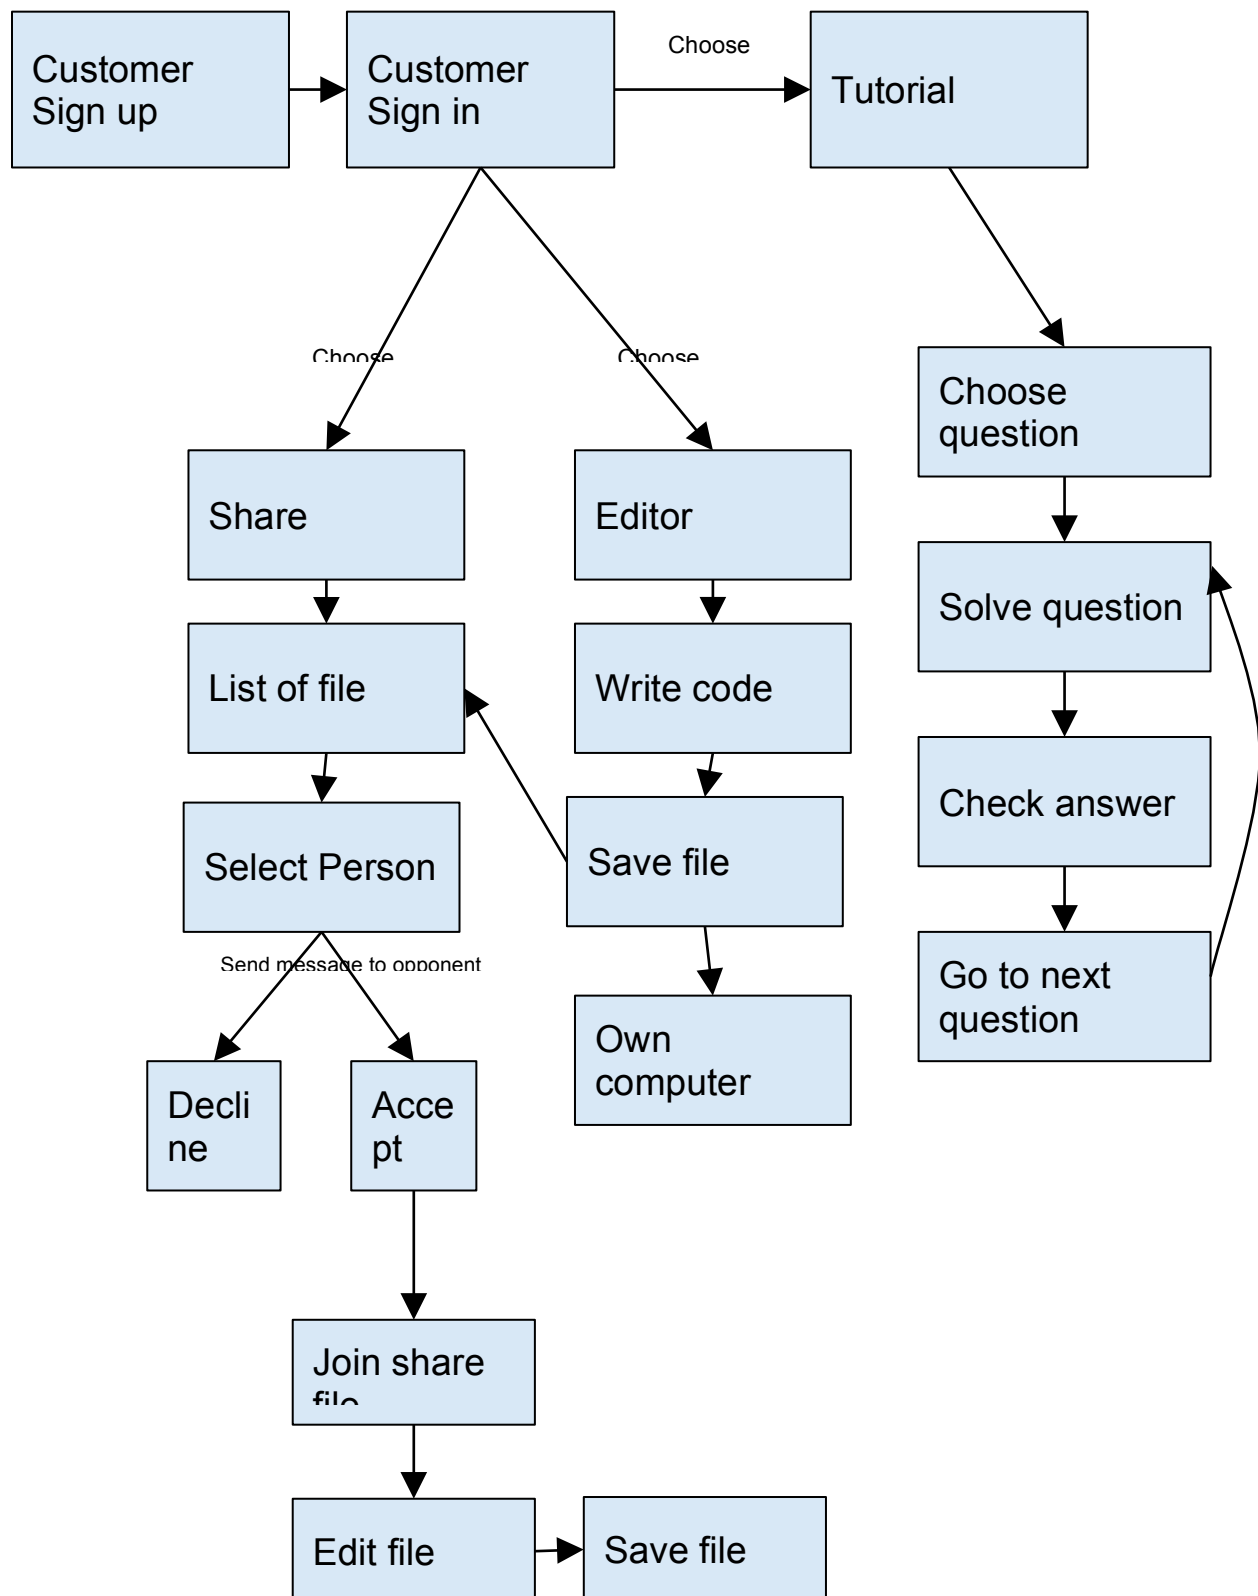 Customer
Sign up
Customer
Sign in
Choose
Tutorial
Choose
Choose
Choose
question
Share
Editor
Solve question
List of file
Write code
Check answer
Select Person
Save file
Send message to opponent
Go to next
question
Own
computer
Decli
ne
Acce
pt
Join share
file
Edit file
Save file